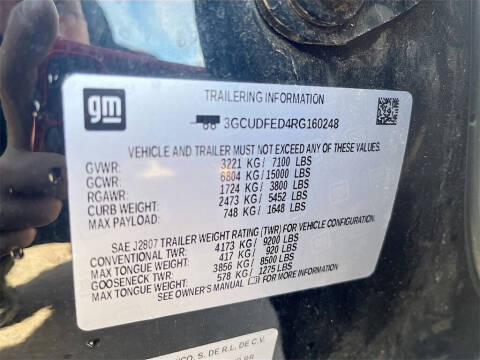 gm
TRAILERING INFORMATION
3GCUDFED4RG160248
VEHICLE AND TRAILER MUST NOT EXCEED ANY OF THESE VALUES.
GVWR: 3221 KG/ 7100 LBS
GCWR: 6804 KG/15000 LBS
RGAWR: 1724 KG/ 3800 LBS
CURB WEIGHT: 2473 KG/ 5452 LBS
MAX PAYLOAD: 748 KG/ 1648 LBS
SAE J2807 TRAILER WEIGHT RATING (TWR) FOR VEHICLE CONFIGURATION.
CONVENTIONAL TWR: 4173 KG/ 9200 LBS
MAX TONGUE WEIGHT: 417 KG/ 920 LBS
GOOSENECK TWR: 3856 KG/ 8500 LBS
MAX TONGUE WEIGHT: 578 KG/ 1275 LBS
SEE OWNER'S MANUAL FOR MORE INFORMATION
CO, S. DE R.L. DE C.V.